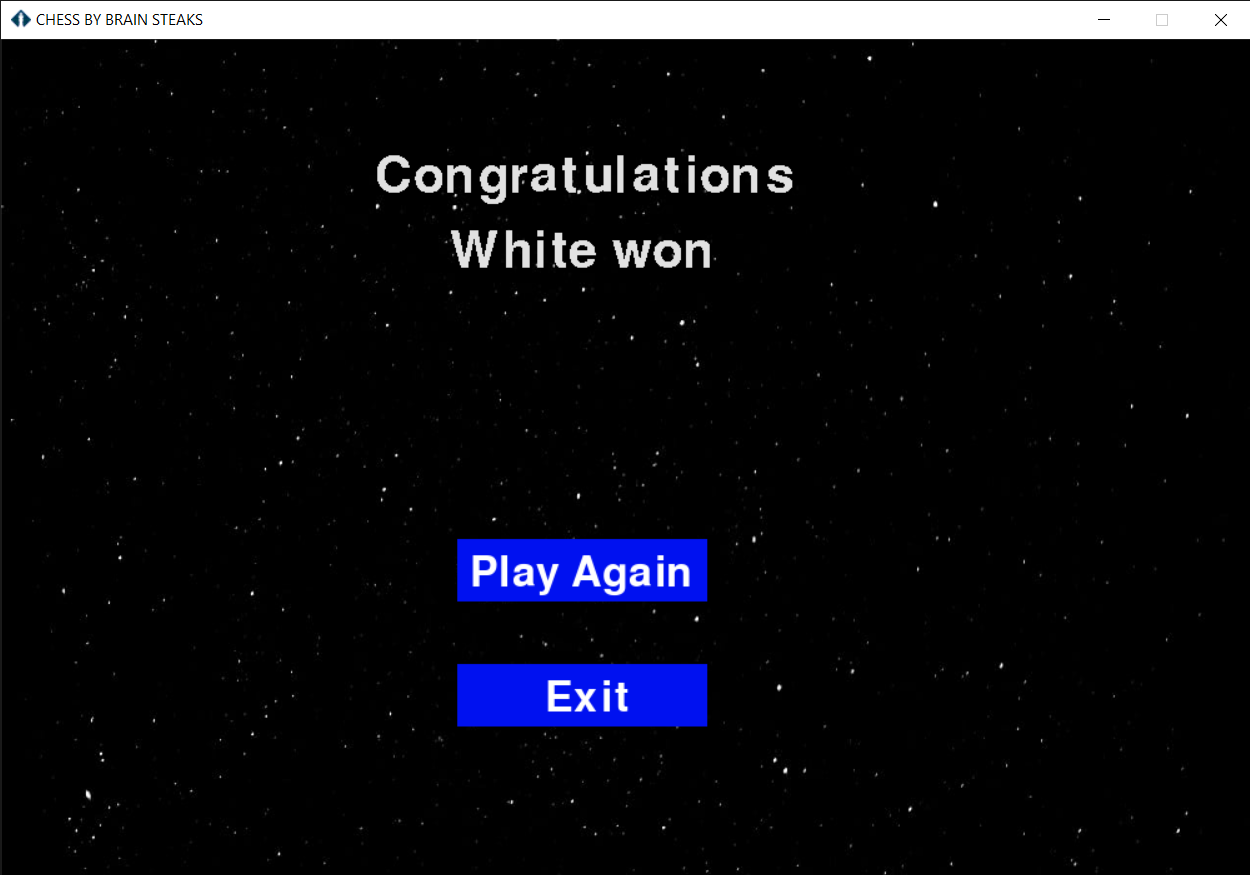 CHESS BY BRAIN STEAKS
Congratulations
White won
Play Again
Exit